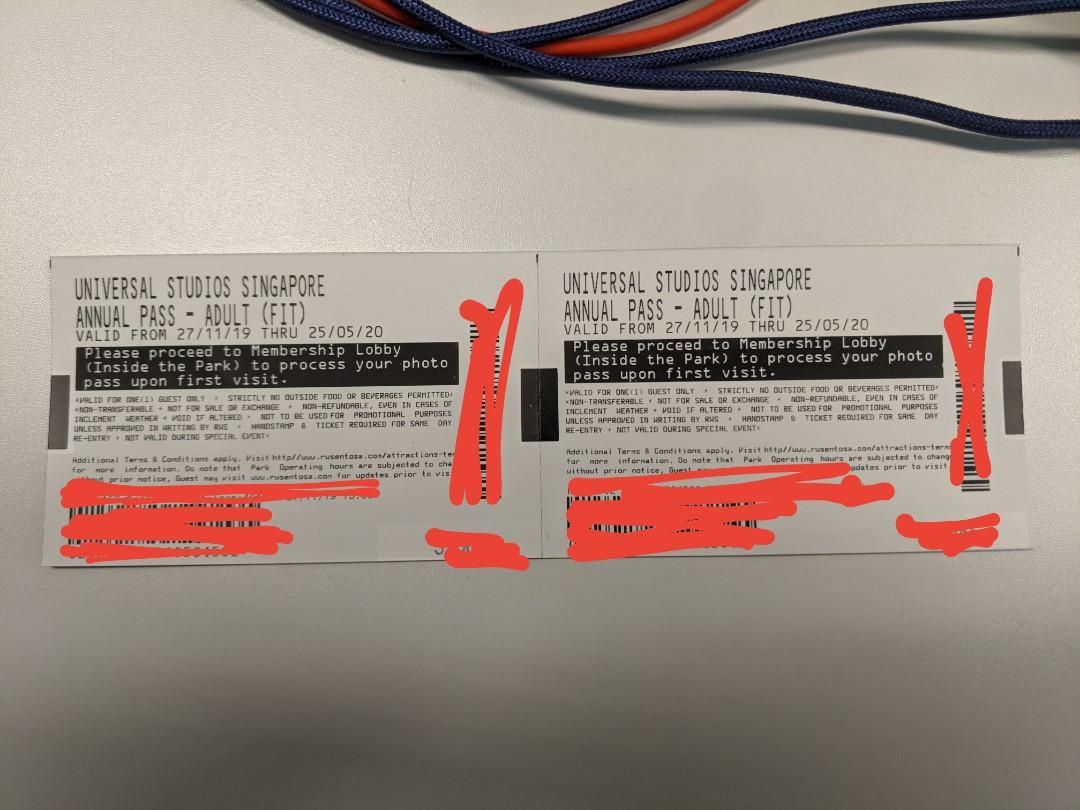 UNIVERSAL STUDIOS SINGAPORE
ANNUAL PASS - ADULT (FIT)
VALID FROM 27/11/19 THRU 25/05/20
Please proceed to Membership Lobby
(Inside the Park) to process your photo
pass upon first visit.
*VALID FOR ONE(1) GUEST ONLY * STRICTLY NO OUTSIDE FOOD OR BEVERAGES PERMITTED*
*NON-TRANSFERABLE * NOT FOR SALE OR EXCHANGE * NON-REFUNDABLE, EVEN IN CASES OF
INCLEMENT WEATHER * VOID IF ALTERED * NOT TO BE USED FOR PROMOTIONAL PURPOSES
UNLESS APPROVED IN WRITING BY RWS * HANDSTAMP & TICKET REQUIRED FOR SAME DAY
RE-ENTRY * NOT VALID DURING SPECIAL EVENT*
Additional Terms & Conditions apply. Visit http//www.rwsentosa.com/attractions-ter
for more information. Do note that Park Operating hours are subjected to cha
without prior notice, Guest may visit www.rwsentosa.com for updates prior to vis
UNIVERSAL STUDIOS SINGAPORE
ANNUAL PASS - ADULT (FIT)
VALID FROM 27/11/19 THRU 25/05/20
Please proceed to Membership Lobby
(Inside the Park) to process your photo
pass upon first visit.
*VALID FOR ONE(1) GUEST ONLY * STRICTLY NO OUTSIDE FOOD OR BEVERAGES PERMITTED*
*NON-TRANSFERABLE * NOT FOR SALE OR EXCHANGE * NON-REFUNDABLE, EVEN IN CASES OF
INCLEMENT WEATHER * VOID IF ALTERED * NOT TO BE USED FOR PROMOTIONAL PURPOSES
UNLESS APPROVED IN WRITING BY RWS * HANDSTAMP & TICKET REQUIRED FOR SAME DAY
RE-ENTRY * NOT VALID DURING SPECIAL EVENT*
Additional Terms & Conditions apply. Visit http//www.rwsentosa.com/attractions-terms
for more information. Do note that Park Operating hours are subjected to chang
without prior notice, Guest may updates prior to visit